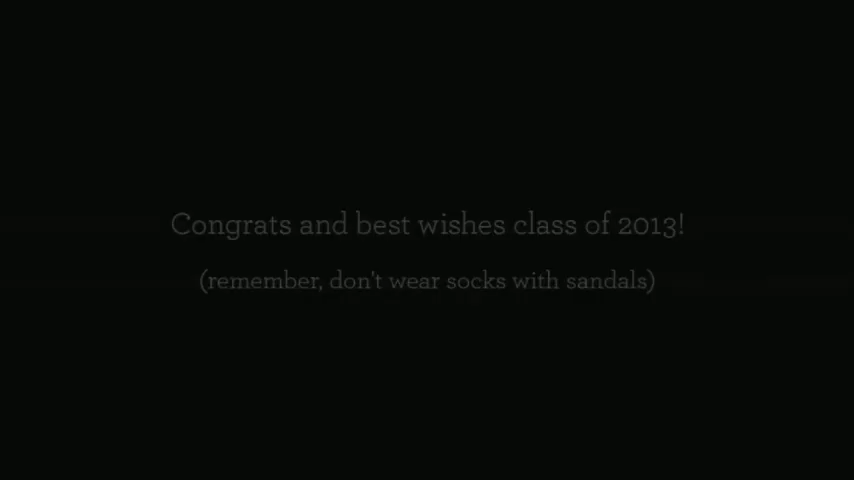 Congrats and best wishes class of 2013!
(remember, don't wear socks with sandals)